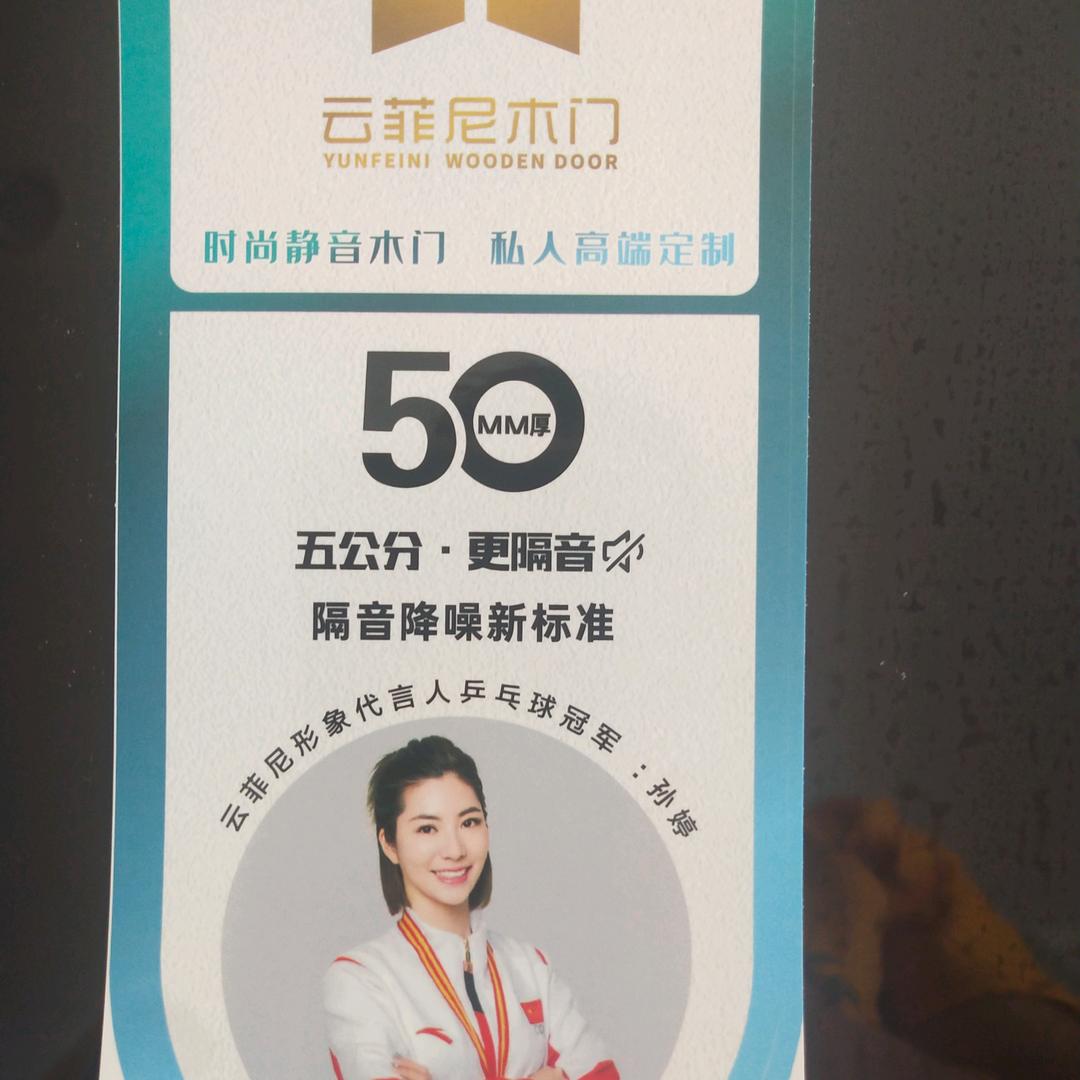 云菲尼木门
YUNFEINI WOODEN DOOR
时尚静音木门 私人高端定制
50
MM厚
五公分·更隔音
隔音降噪新标准
云菲尼形象代言人乒乓球冠军：孙婷